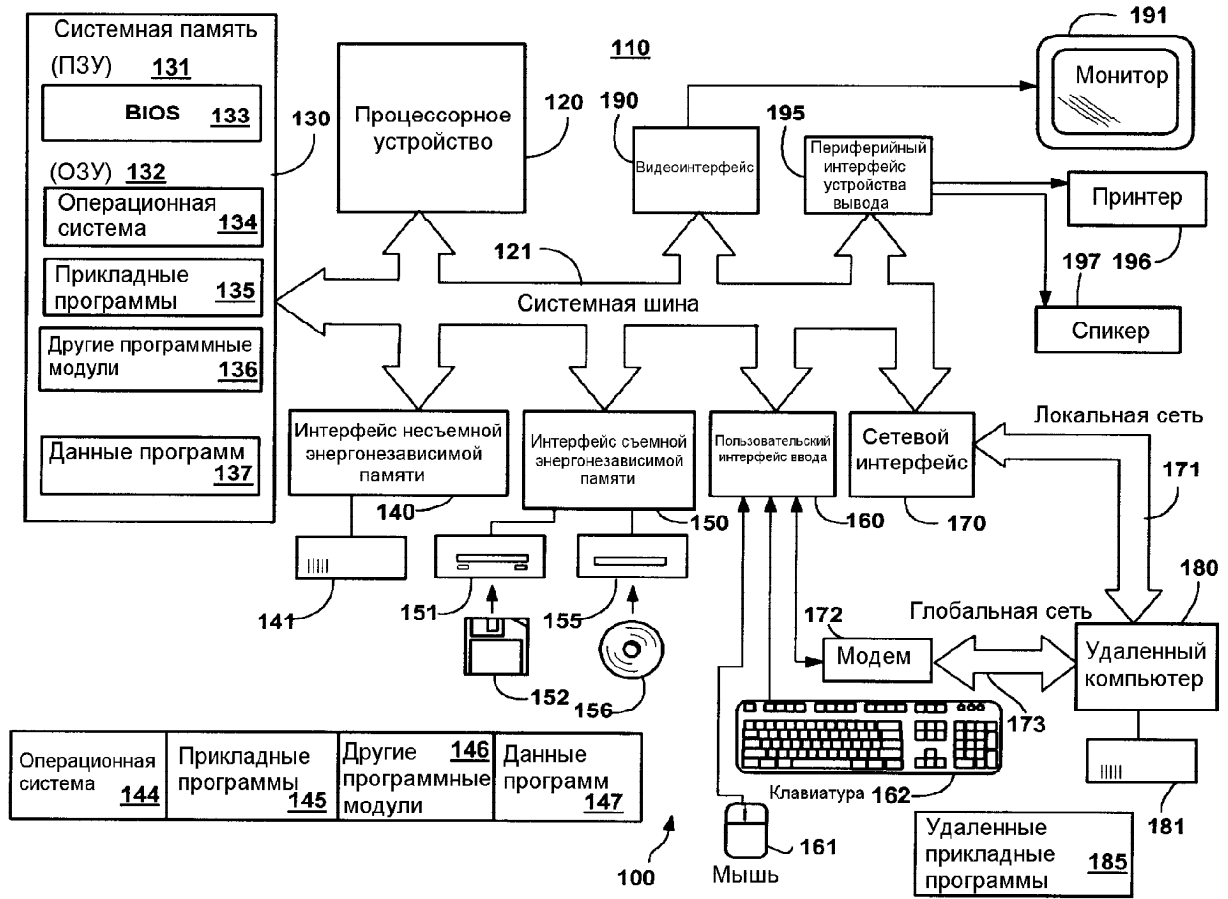 Системная память
(ПЗУ) 131
BIOS 133
(ОЗУ) 132
Операционная
система 134
Прикладные
программы 135
Другие программные
модули 136
Данные программ
137
130
Процессорное
устройство
120
110
190
Видеоинтерфейс
195
Периферийный
интерфейс
устройства
вывода
191
Монитор
Принтер
196
197
Спикер
121
Системная шина
Интерфейс несъемной
энергонезависимой
памяти
140
Интерфейс съемной
энергонезависимой
памяти
150
Пользовательский
интерфейс ввода
160
Сетевой
интерфейс
170
Локальная сеть
171
141
151
152
155
156
172
Модем
Глобальная сеть
173
180
Удаленный
компьютер
181
Операционная
система 144
Прикладные
программы 145
Другие 146
программные
модули
Данные
программ
147
Клавиатура 162
161
Мышь
100
Удаленные
прикладные
программы 185